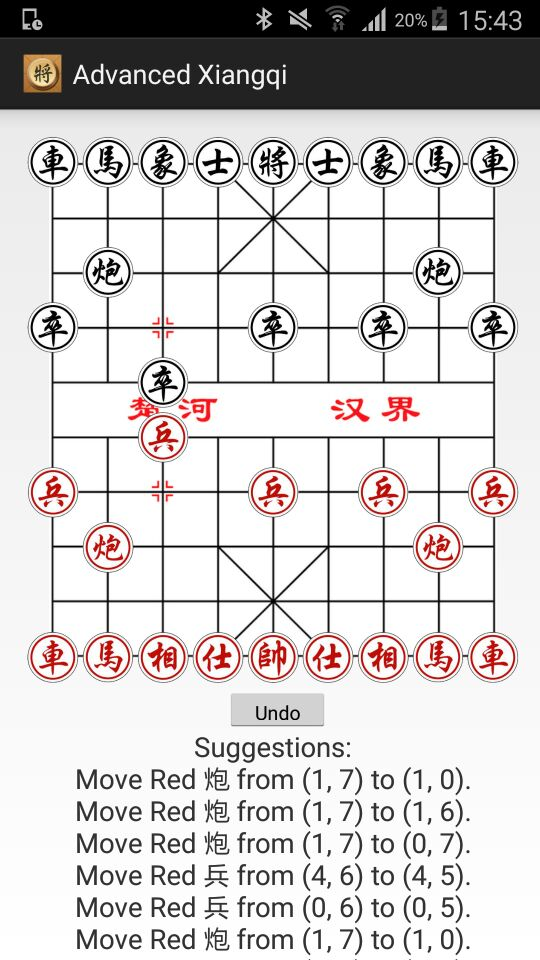 20% 15:43
將 Advanced Xiangqi
車 馬 象 士 將 士 象 馬 車
炮 炮
卒 卒 卒 卒
卒
楚河 汉界
兵
兵 兵 兵 兵
炮 炮
車 馬 相 仕 帥 仕 相 馬 車
Undo
Suggestions:
Move Red 炮 from (1, 7) to (1, 0).
Move Red 炮 from (1, 7) to (1, 6).
Move Red 炮 from (1, 7) to (0, 7).
Move Red 兵 from (4, 6) to (4, 5).
Move Red 兵 from (0, 6) to (0, 5).
Move Red 炮 from (1, 7) to (1, 0).